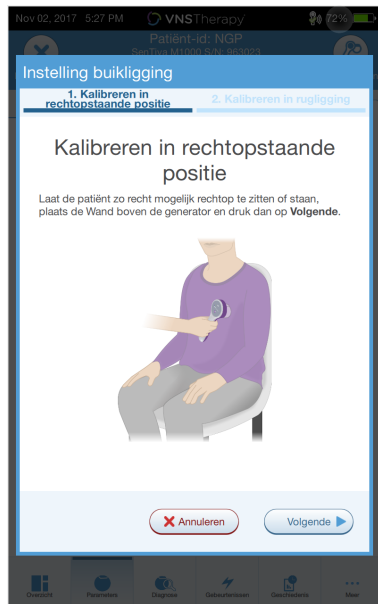 Nov 02, 2017 5:27 PM VNSTherapy 72%
Patiënt-id: NGP
SenTiva M1000 S/N: 963023
Instelling buikligging
1. Kalibreren in
rechtopstaande positie
2. Kalibreren in rugligging
Kalibreren in rechtopstaande
positie
Laat de patiënt zo recht mogelijk rechtop te zitten of staan,
plaats de Wand boven de generator en druk dan op Volgende.
Annuleren Volgende
Overzicht Parameters Diagnose Gebeurtenissen Geschiedenis Meer